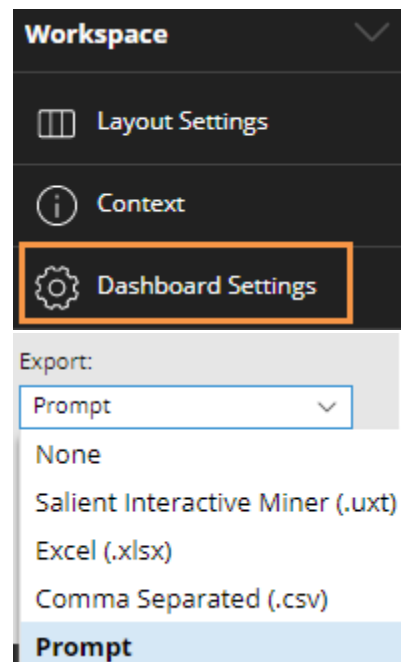 Workspace
Layout Settings
Context
Dashboard Settings
Export:
Prompt
None
Salient Interactive Miner (.uxt)
Excel (.xlsx)
Comma Separated (.csv)
Prompt